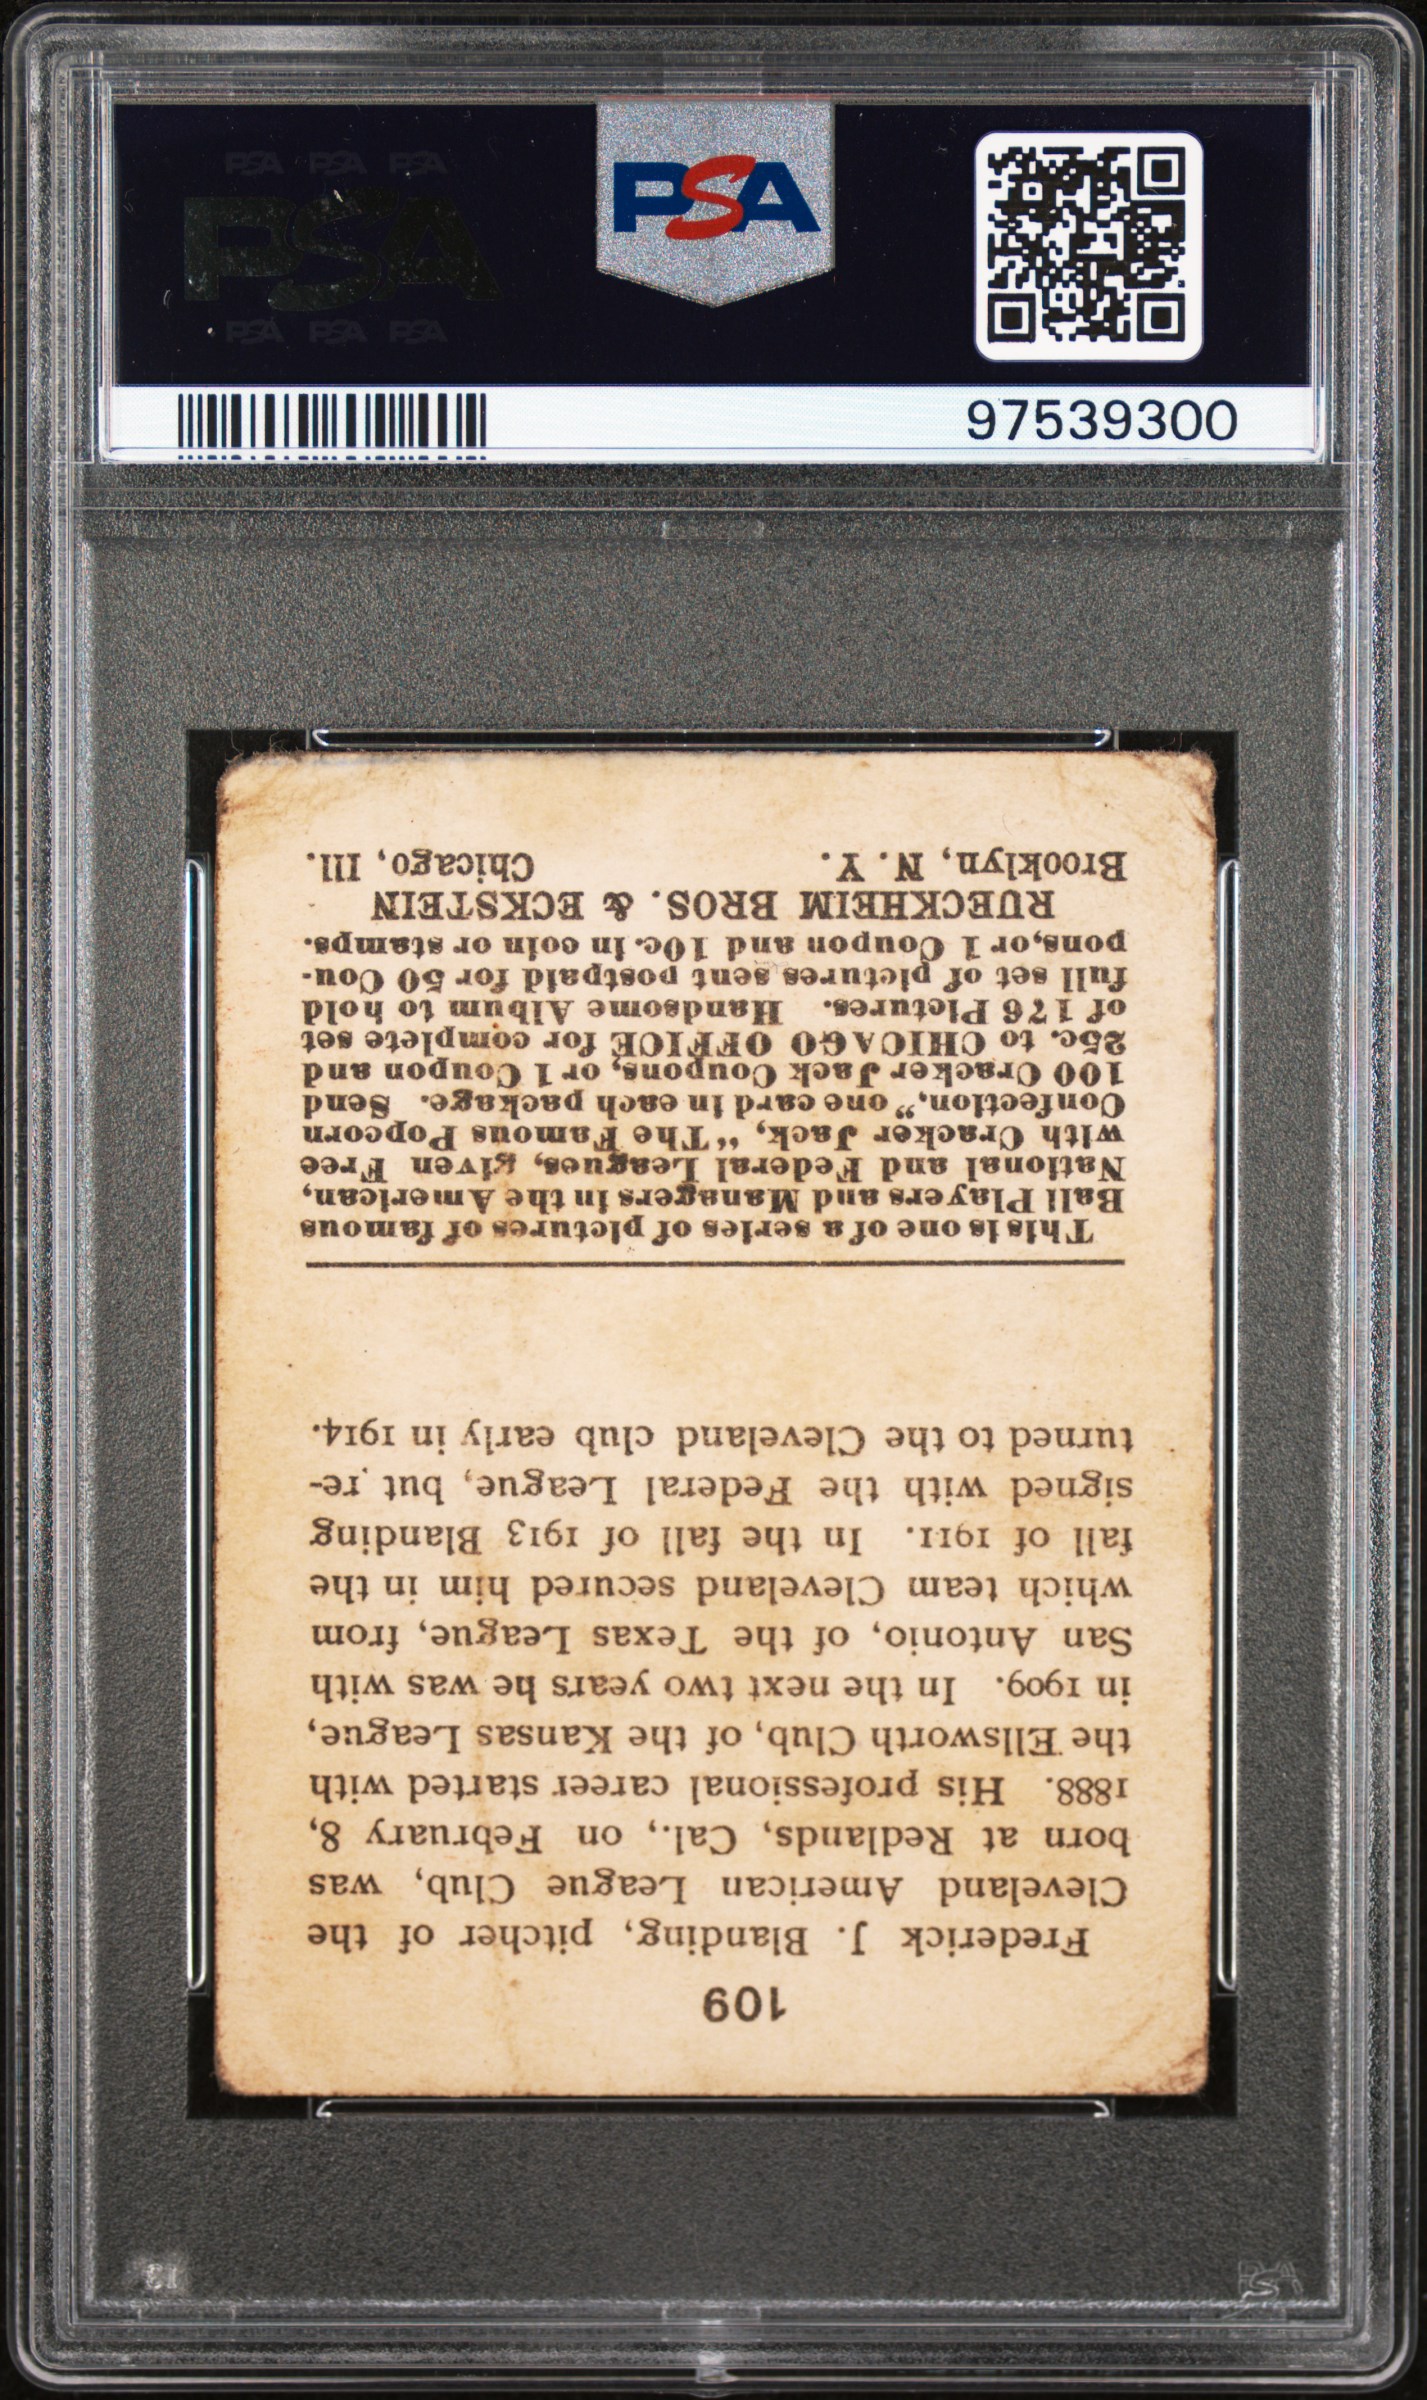 PSA PSA PSA
PSA
PSA PSA PSA
PSA
97539300
109
Frederick J. Blanding, pitcher of the
Cleveland American League Club, was
born at Redlands, Cal., on February 8,
1888. His professional career started with
the Ellsworth Club, of the Kansas League,
in 1909. In the next two years he was with
San Antonio, of the Texas League, from
which team Cleveland secured him in the
fall of 1911. In the fall of 1913 Blanding
signed with the Federal League, but re-
turned to the Cleveland club early in 1914.
This is one of a series of pictures of famous
Ball Players and Managers in the American,
National and Federal Leagues, given Free
with Cracker Jack, "The Famous Popcorn
Confection," one card in each package. Send
100 Cracker Jack Coupons, or 1 Coupon and
25c. to CHICAGO OFFICE for complete set
of 176 Pictures. Handsome Album to hold
full set of pictures sent postpaid for 50 Cou-
pons, or 1 Coupon and 10c. in coin or stamps.
RUECKHEIM BROS. & ECKSTEIN
Brooklyn, N. Y. Chicago, Ill.
PSA